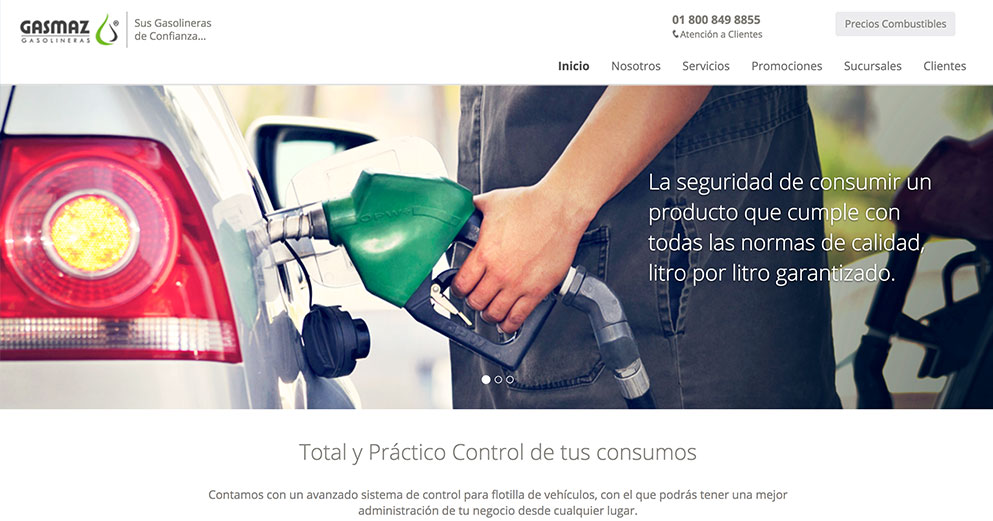 GASMAZ ®
GASOLINERAS
Sus Gasolineras
de Confianza...
01 800 849 8855
Atención a Clientes
Precios Combustibles
Inicio Nosotros Servicios Promociones Sucursales Clientes
La seguridad de consumir un
producto que cumple con
todas las normas de calidad,
litro por litro garantizado.
Total y Práctico Control de tus consumos
Contamos con un avanzado sistema de control para flotilla de vehículos, con el que podrás tener una mejor
administración de tu negocio desde cualquier lugar.